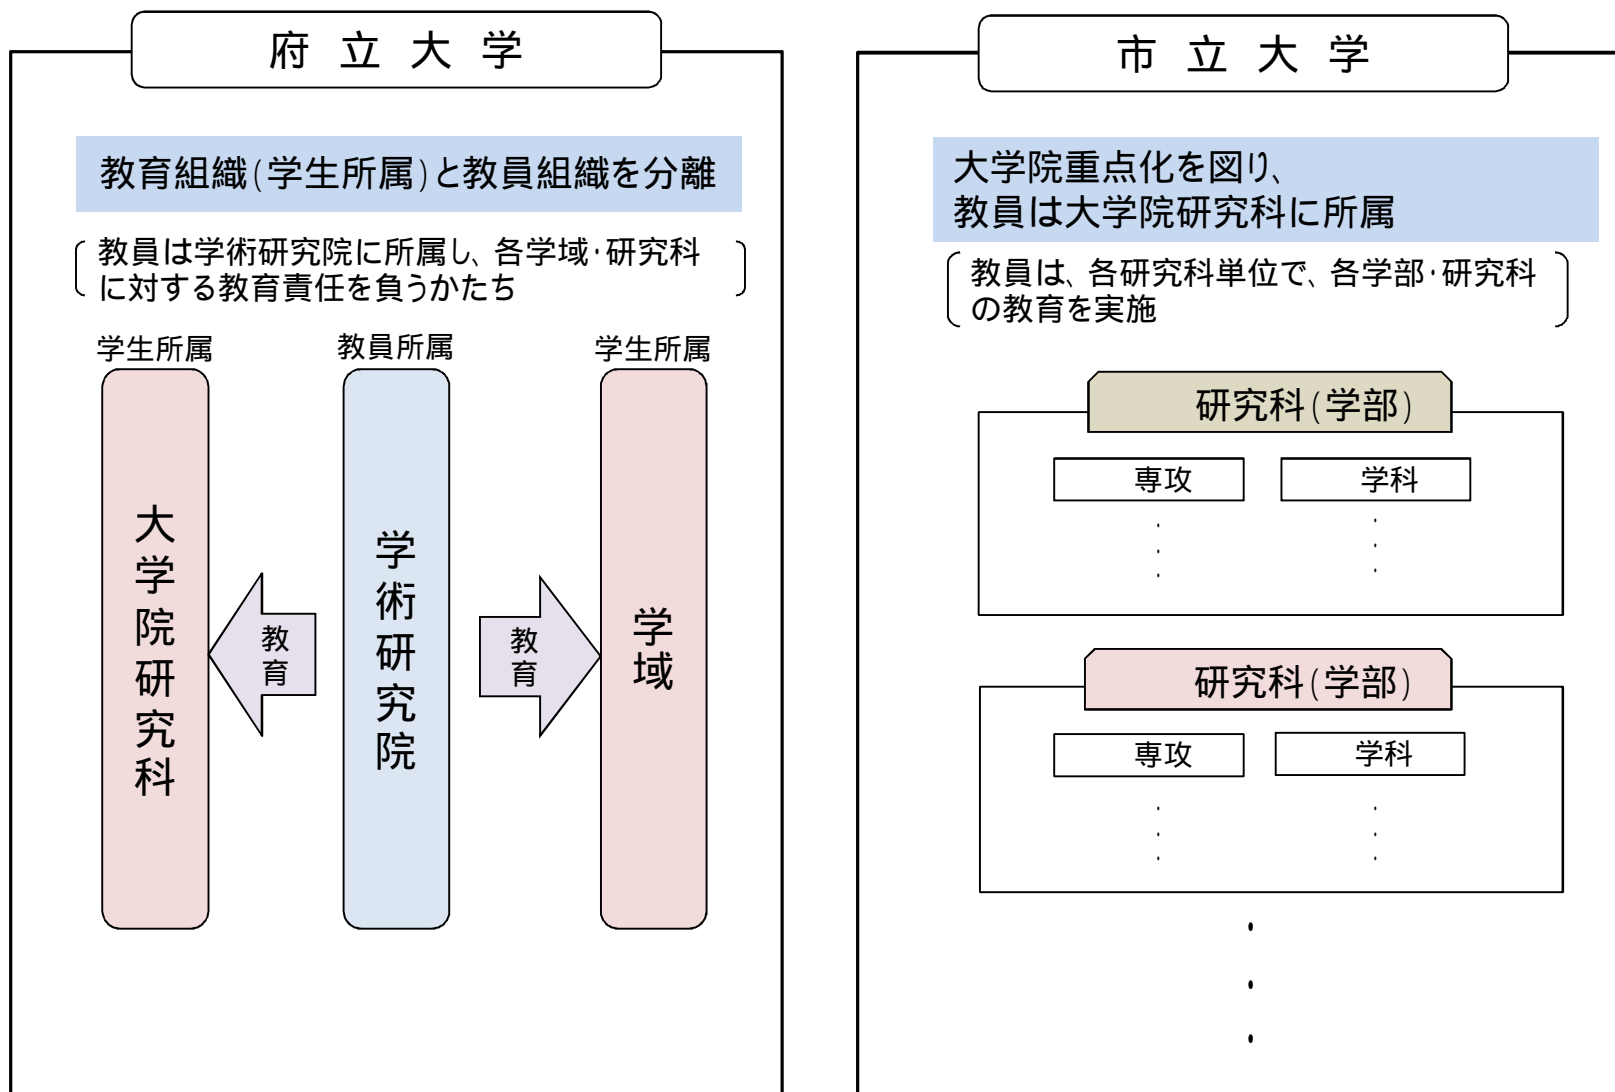 府立大学
教育組織(学生所属)と教員組織を分離
教員は学術研究院に所属し、各学域・研究科
に対する教育責任を負うかたち
学生所属
教員所属
学生所属
大学院研究科
教育
学術研究院
教育
学域
市立大学
大学院重点化を図り、
教員は大学院研究科に所属
教員は、各研究科単位で、各学部・研究科
の教育を実施
研究科(学部)
専攻
学科
研究科(学部)
専攻
学科